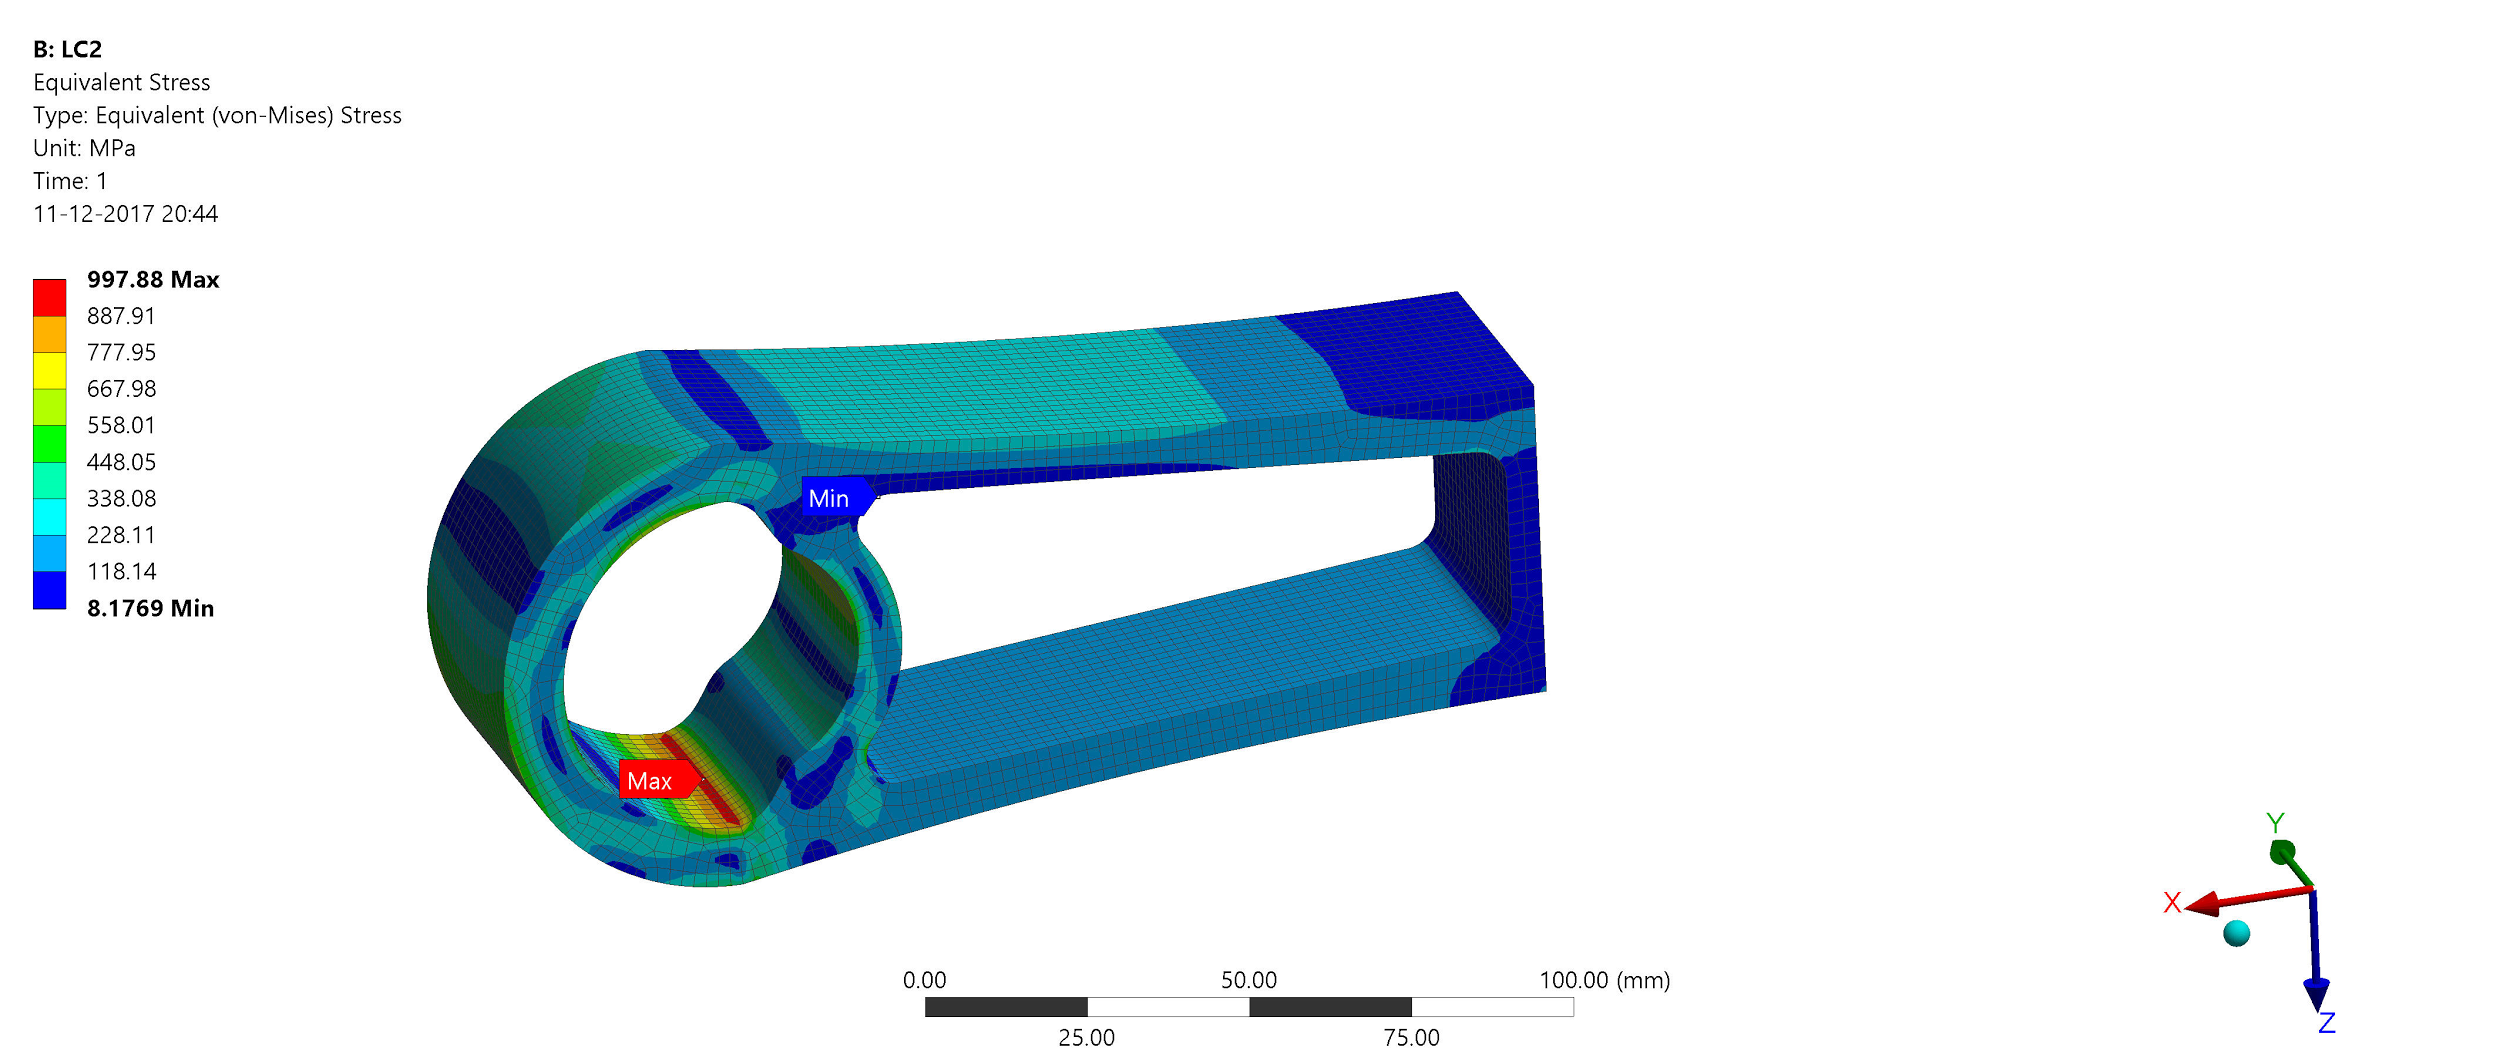 B: LC2
Equivalent Stress
Type: Equivalent (von-Mises) Stress
Unit: MPa
Time: 1
11-12-2017 20:44
997.88 Max
887.91
777.95
667.98
558.01
448.05
338.08
228.11
118.14
8.1769 Min
Min
Max
Y
X
Z
0.00 50.00 100.00 (mm)
25.00 75.00